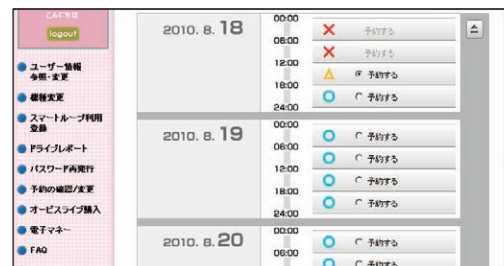 こんにちは
logout
ユーザー情報
参照・変更
機種変更
スマートループ利用
登録
ドライブレポート
パスワード再発行
予約の確認/変更
オービスライブ購入
電子マネー
FAQ
2010. 8. 18
00:00
06:00
12:00
18:00
24:00
予約する
予約する
予約する
予約する
2010. 8. 19
00:00
06:00
12:00
18:00
24:00
予約する
予約する
予約する
予約する
2010. 8. 20
00:00
06:00
予約する
予約する